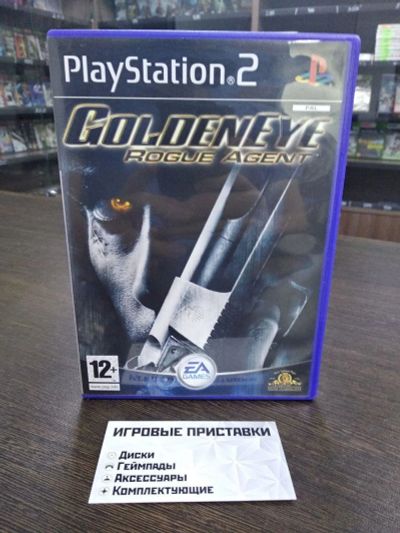 PlayStation®2
PAL
GOLDENEYE
ROGUE AGENT
12+
EA
GAMES
ИГРОВЫЕ ПРИСТАВКИ
Диски
Геймпады
Аксессуары
Комплектующие